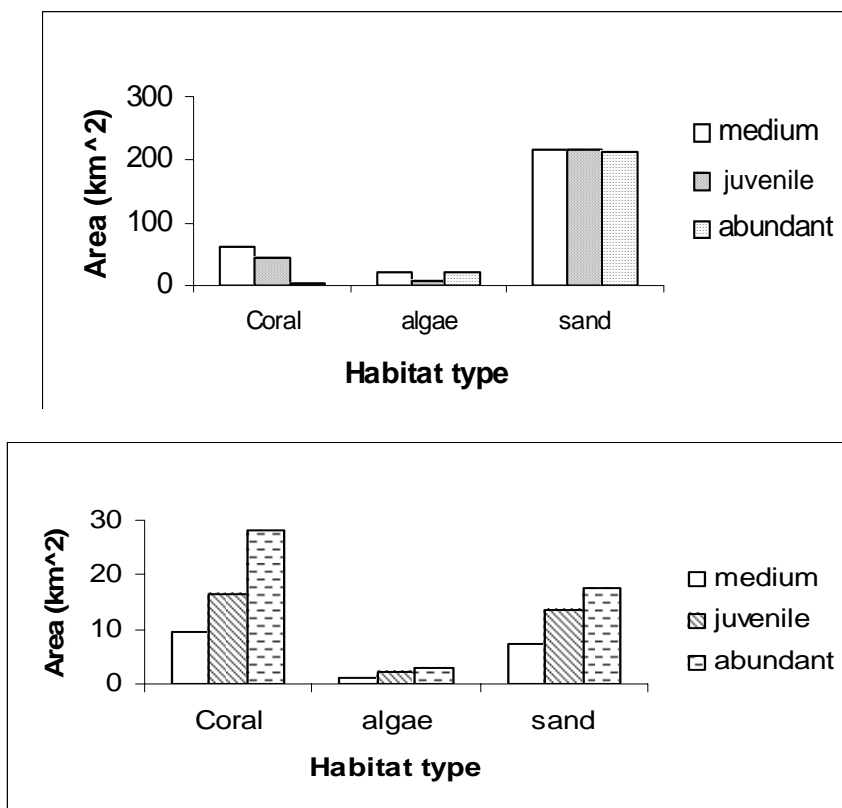 300
200
100
0
Area (km^2)
Coral algae sand
Habitat type
medium
juvenile
abundant
30
20
10
0
Area (km^2)
Coral algae sand
Habitat type
medium
juvenile
abundant